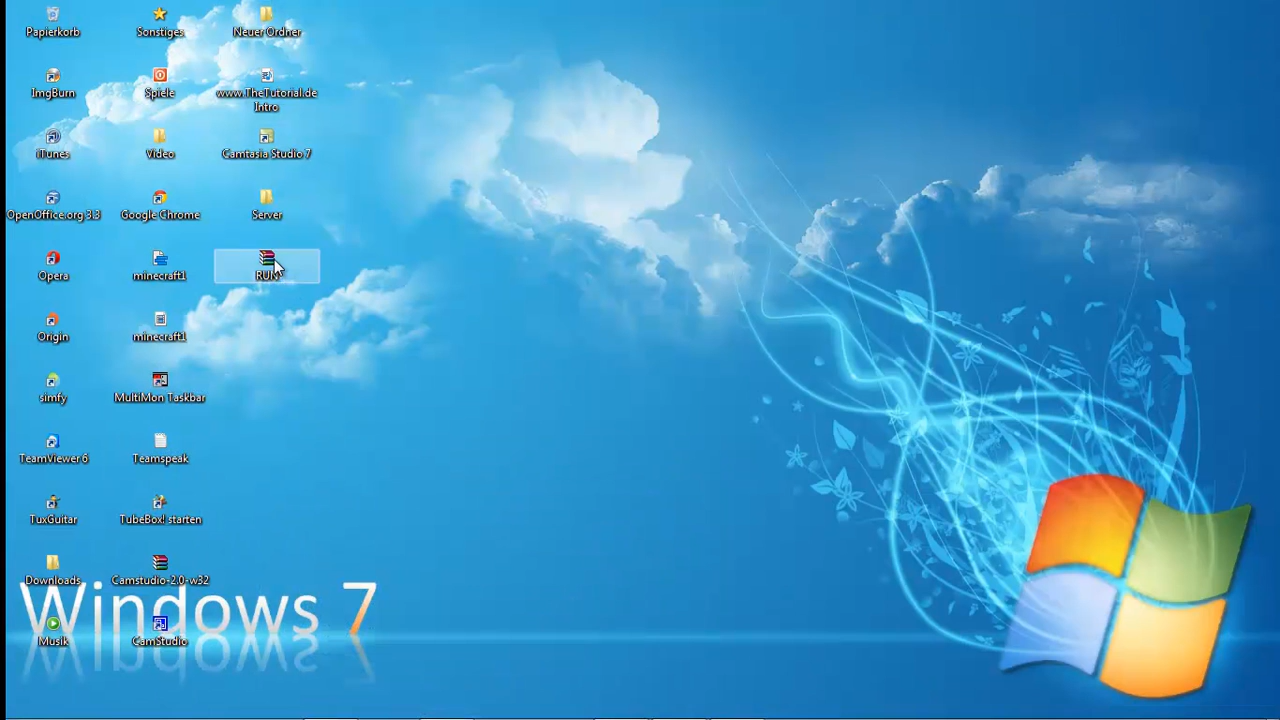 Papierkorb
Sonstiges
Neuer Ordner
ImgBurn
Spiele
www.TheTutorial.de
Intro
iTunes
Video
Camtasia Studio 7
OpenOffice.org 3.3
Google Chrome
Server
Opera
minecraft1
RUN
Origin
minecraft1
simfy
MultiMon Taskbar
TeamViewer 6
Teamspeak
TuxGuitar
TubeBox! starten
Downloads
Camstudio-2.0-w32
Windows 7
Musik
CamStudio